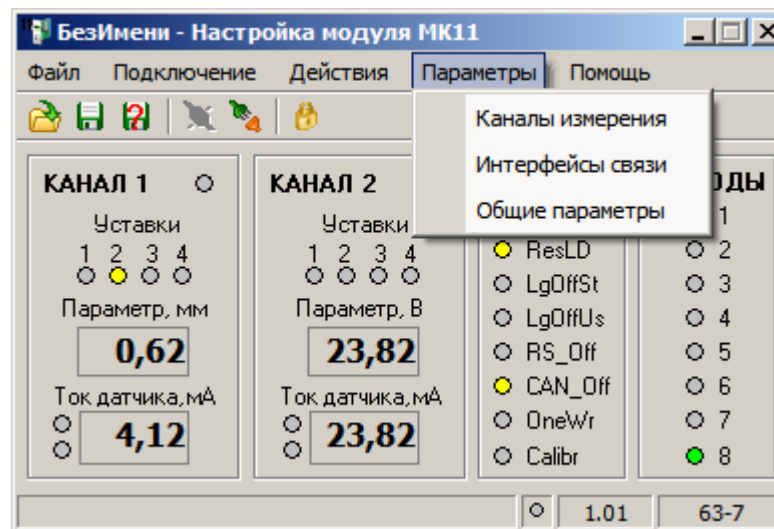 БезИмени - Настройка модуля МК11
Файл Подключение Действия Параметры Помощь
Каналы измерения
Интерфейсы связи
Общие параметры
КАНАЛ 1
Уставки
1 2 3 4
Параметр, мм
0,62
Ток датчика,мА
4,12
КАНАЛ 2
Уставки
1 2 3 4
Параметр, В
23,82
Ток датчика,мА
23,82
ResLD
LgOffSt
LgOffUs
RS_Off
CAN_Off
OneWr
Calibr
1
2
3
4
5
6
7
8
1.01
63-7